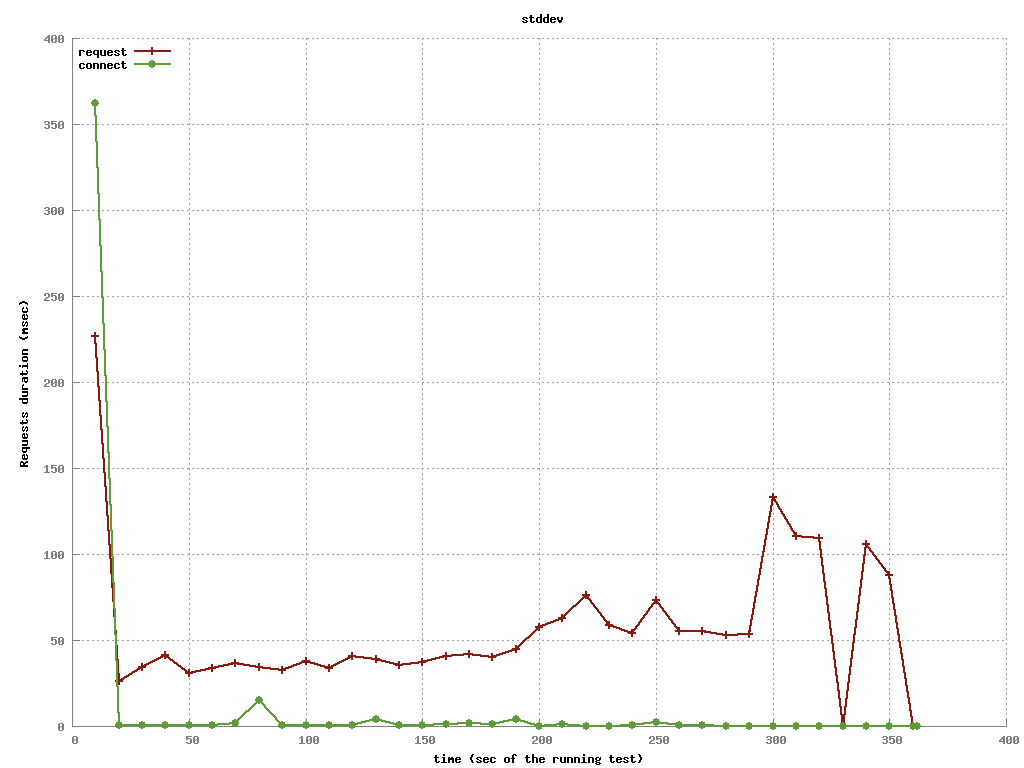 stddev
400
request
connect
350
300
250
200
150
100
50
0
Requests duration (msec)
0 50 100 150 200 250 300 350 400
time (sec of the running test)